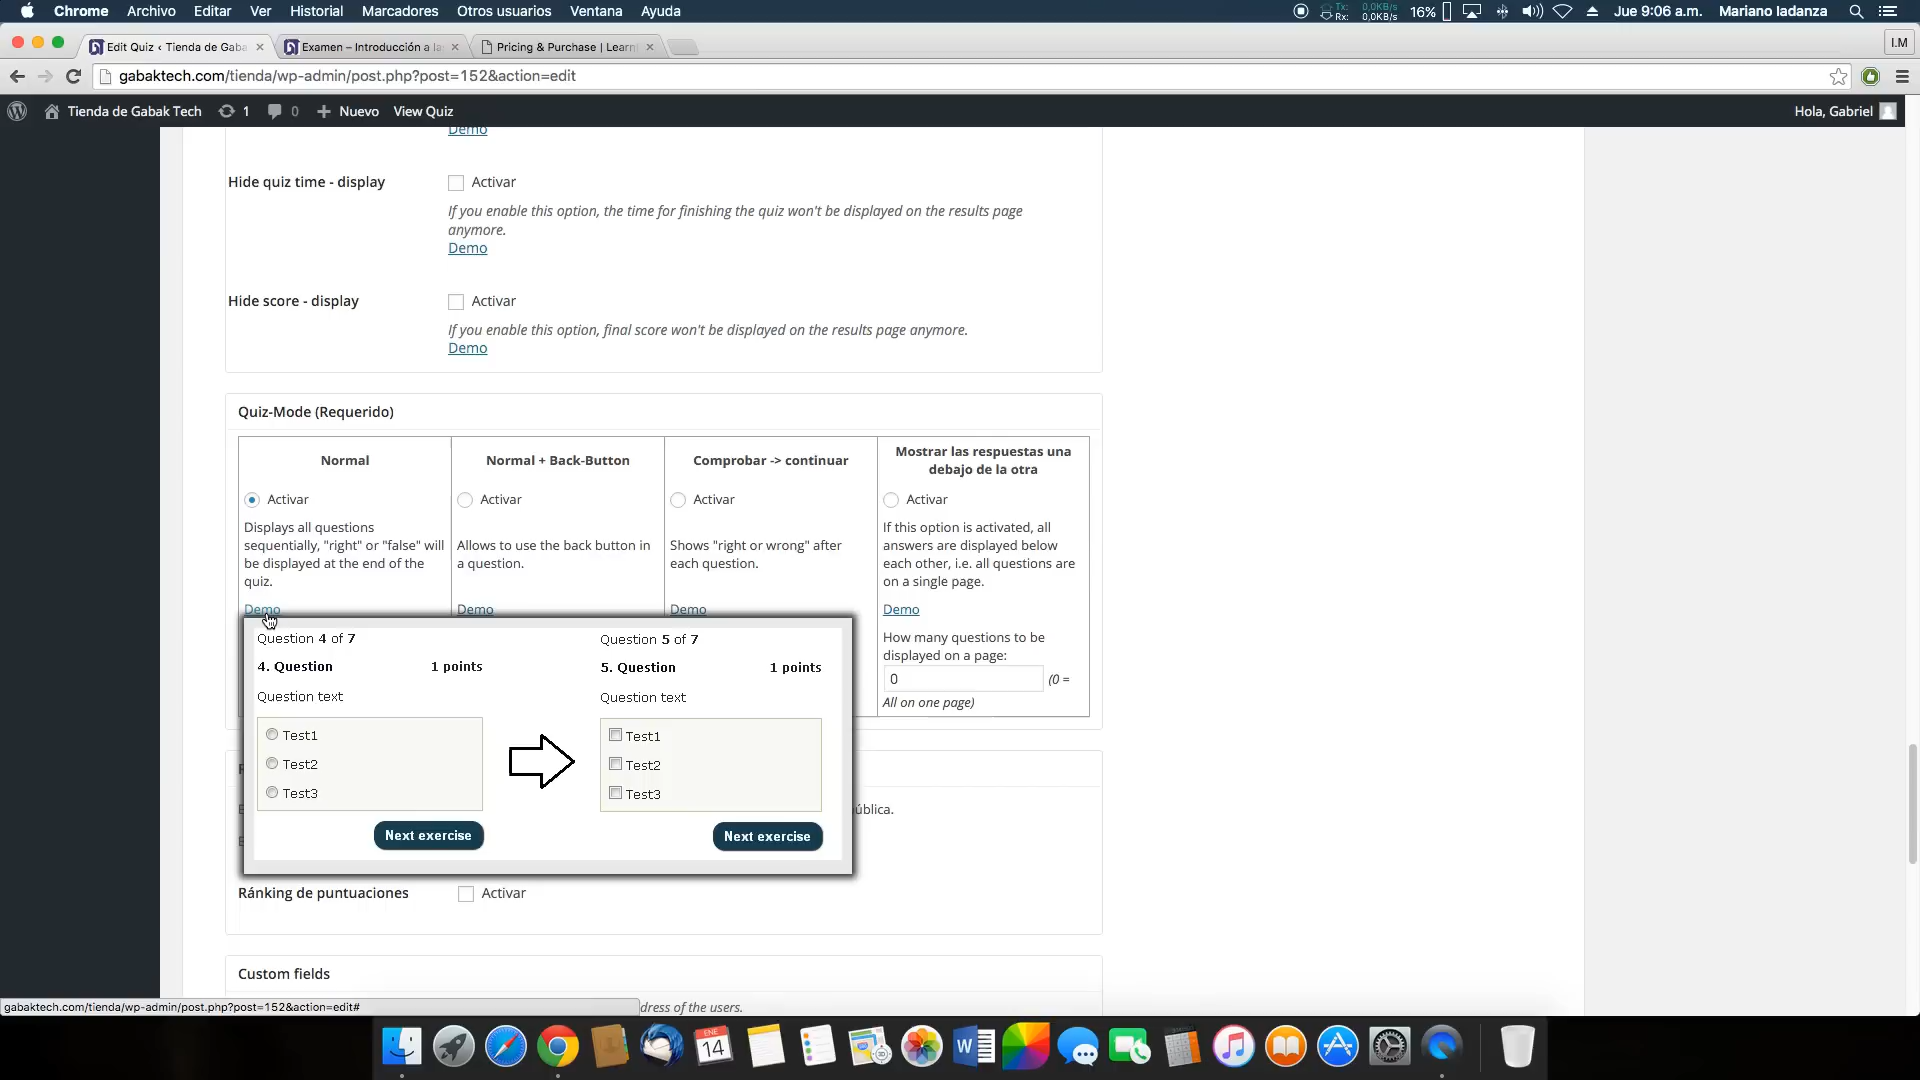 Chrome Archivo Editar Ver Historial Marcadores Otros usuarios Ventana Ayuda
Tx: 0,0KB/s
Rx: 0,0KB/s
16%
Jue 9:06 a.m. Mariano Iadanza
Edit Quiz ‹ Tienda de Gaba
Examen – Introducción a la
Pricing & Purchase | Learn
I.M
gabaktech.com/tienda/wp-admin/post.php?post=152&action=edit
Tienda de Gabak Tech 1 0 Nuevo View Quiz
Hola, Gabriel
Demo
Hide quiz time - display
Activar
If you enable this option, the time for finishing the quiz won't be displayed on the results page
anymore.
Demo
Hide score - display
Activar
If you enable this option, final score won't be displayed on the results page anymore.
Demo
Quiz-Mode (Requerido)
Normal
Activar
Displays all questions
sequentially, "right" or "false" will
be displayed at the end of the
quiz.
Demo
Normal + Back-Button
Activar
Allows to use the back button in
a question.
Demo
Comprobar -> continuar
Activar
Shows "right or wrong" after
each question.
Demo
Mostrar las respuestas una
debajo de la otra
Activar
If this option is activated, all
answers are displayed below
each other, i.e. all questions are
on a single page.
Demo
How many questions to be
displayed on a page:
0 (0 =
All on one page)
Question 4 of 7
4. Question 1 points
Question text
Test1
Test2
Test3
Next exercise
Question 5 of 7
5. Question 1 points
Question text
Test1
Test2
Test3
Next exercise
ública.
Ránking de puntuaciones
Activar
Custom fields
dress of the users.
gabaktech.com/tienda/wp-admin/post.php?post=152&action=edit#
ENE
14